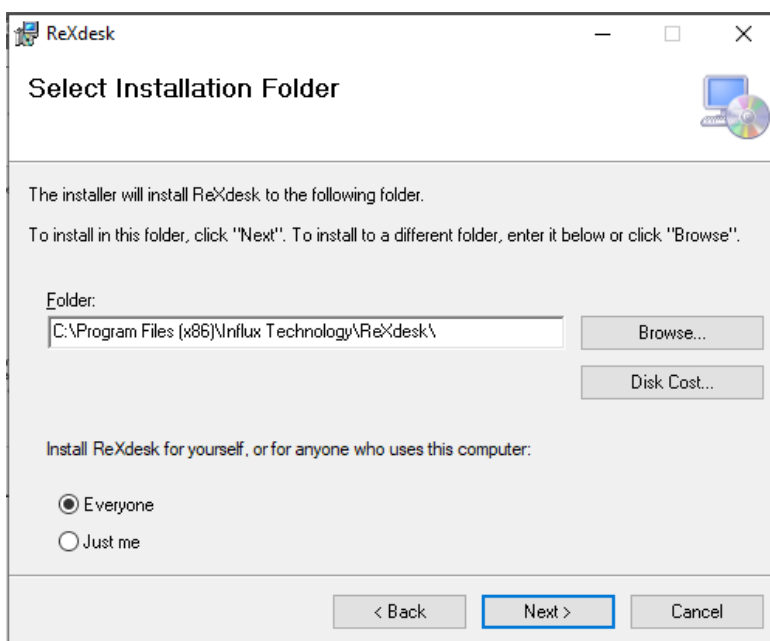 ReXdesk
Select Installation Folder
The installer will install ReXdesk to the following folder.
To install in this folder, click "Next". To install to a different folder, enter it below or click "Browse".
Folder:
C:\Program Files (x86)\Influx Technology\ReXdesk\
Browse...
Disk Cost...
Install ReXdesk for yourself, or for anyone who uses this computer:
Everyone
Just me
< Back
Next >
Cancel